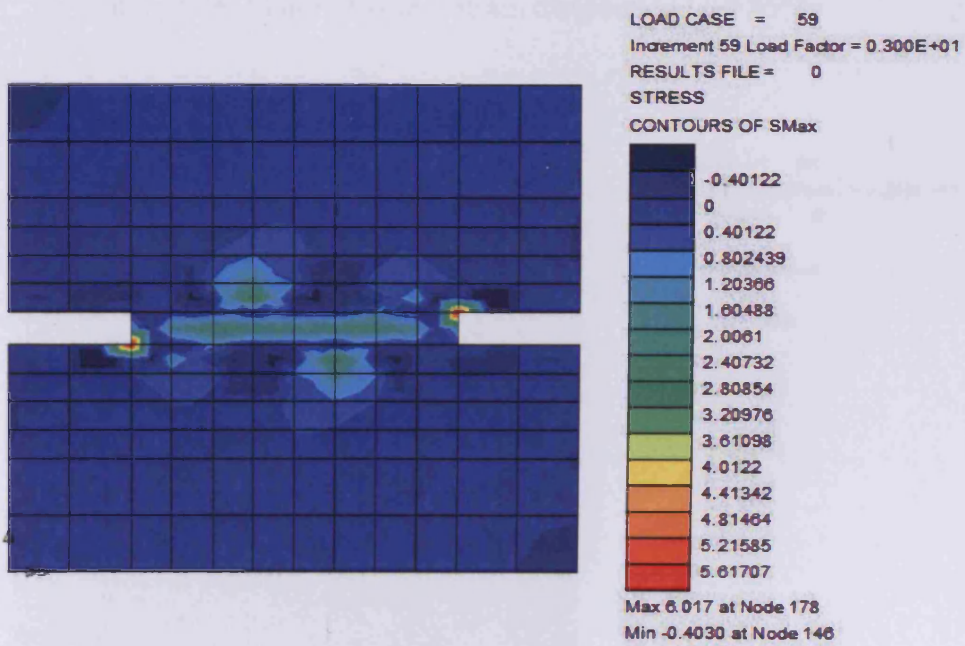 LOAD CASE = 59
Increment 59 Load Factor = 0.300E+01
RESULTS FILE = 0
STRESS
CONTOURS OF SMax
-0.40122
0
0.40122
0.802439
1.20366
1.60488
2.0061
2.40732
2.80854
3.20976
3.61098
4.0122
4.41342
4.81464
5.21585
5.61707
Max 6.017 at Node 178
Min -0.4030 at Node 146